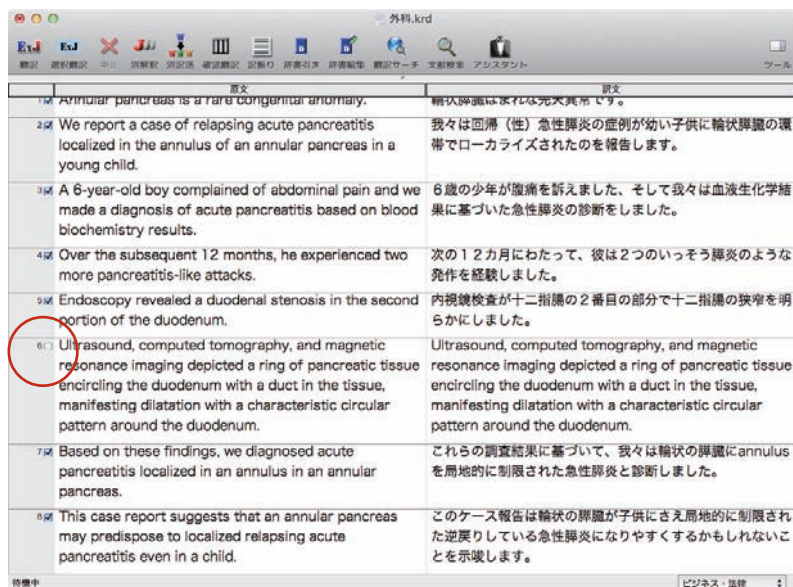 外科.krd
翻訳 選択翻訳 中止 別解釈 別訳語 確認翻訳 訳振り 辞書引き 辞書編集 翻訳サーチ 文献検索 アシスタント ツール
原文 訳文
1 Annular pancreas is a rare congenital anomaly.
輪状膵臓はまれな先天異常です。
2 We report a case of relapsing acute pancreatitis
localized in the annulus of an annular pancreas in a
young child.
我々は回帰（性）急性膵炎の症例が幼い子供に輪状膵臓の環
帯でローカライズされたのを報告します。
3 A 6-year-old boy complained of abdominal pain and we
made a diagnosis of acute pancreatitis based on blood
biochemistry results.
６歳の少年が腹痛を訴えました、そして我々は血液生化学結
果に基づいた急性膵炎の診断をしました。
4 Over the subsequent 12 months, he experienced two
more pancreatitis-like attacks.
次の１２カ月にわたって、彼は２つのいっそう膵炎のような
発作を経験しました。
5 Endoscopy revealed a duodenal stenosis in the second
portion of the duodenum.
内視鏡検査が十二指腸の２番目の部分で十二指腸の狭窄を明
らかにしました。
6 Ultrasound, computed tomography, and magnetic
resonance imaging depicted a ring of pancreatic tissue
encircling the duodenum with a duct in the tissue,
manifesting dilatation with a characteristic circular
pattern around the duodenum.
Ultrasound, computed tomography, and magnetic
resonance imaging depicted a ring of pancreatic tissue
encircling the duodenum with a duct in the tissue,
manifesting dilatation with a characteristic circular
pattern around the duodenum.
7 Based on these findings, we diagnosed acute
pancreatitis localized in an annulus in an annular
pancreas.
これらの調査結果に基づいて、我々は輪状の膵臓にannulus
を局地的に制限された急性膵炎と診断しました。
8 This case report suggests that an annular pancreas
may predispose to localized relapsing acute
pancreatitis even in a child.
このケース報告は輪状の膵臓が子供にさえ局地的に制限され
た逆戻りしている急性膵炎になりやすくするかもしれないこ
とを示唆します。
待機中 ビジネス・法律